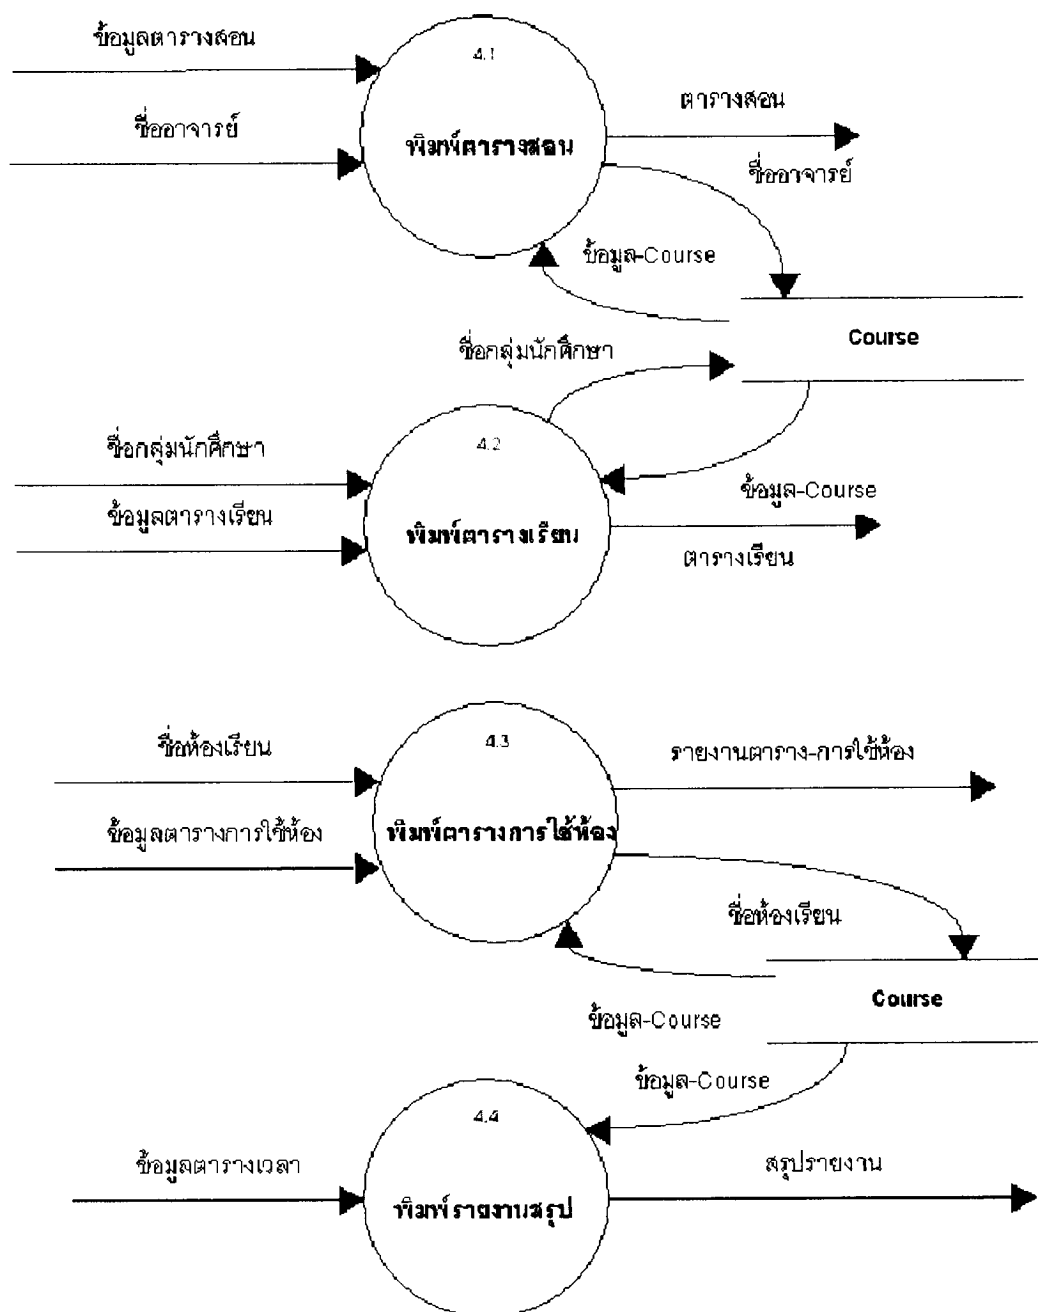 4.1
ข้อมูลตารางสอน
ชื่ออาจารย์
พิมพ์ตารางสอน
ตารางสอน
ชื่ออาจารย์
ข้อมูล-Course
Course
ชื่อกลุ่มนักศึกษา
4.2
ชื่อกลุ่มนักศึกษา
ข้อมูลตารางเรียน
พิมพ์ตารางเรียน
ข้อมูล-Course
ตารางเรียน
4.3
ชื่อห้องเรียน
ข้อมูลตารางการใช้ห้อง
พิมพ์ตารางการใช้ห้อง
รายงานตาราง-การใช้ห้อง
ชื่อห้องเรียน
Course
ข้อมูล-Course
ข้อมูล-Course
4.4
ข้อมูลตารางเวลา
พิมพ์รายงานสรุป
สรุปรายงาน